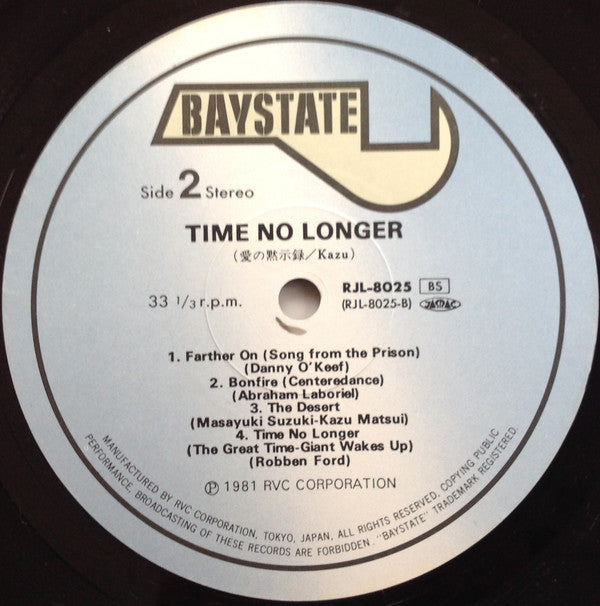 BAYSTATE
Side 2 Stereo
TIME NO LONGER
(愛の黙示録/Kazu)
33 1/3 r.p.m.
RJL-8025 BS
(RJL-8025-B) JASRAC
1. Farther On (Song from the Prison)
(Danny O'Keef)
2. Bonfire (Centeredance)
(Abraham Laboriel)
3. The Desert
(Masayuki Suzuki-Kazu Matsui)
4. Time No Longer
(The Great Time-Giant Wakes Up)
(Robben Ford)
Ⓟ 1981 RVC CORPORATION
MANUFACTURED BY RVC CORPORATION, TOKYO, JAPAN, ALL RIGHTS RESERVED, COPYING PUBLIC
PERFORMANCE, BROADCASTING OF THESE RECORDS ARE FORBIDDEN. "BAYSTATE" TRADEMARK REGISTERED.